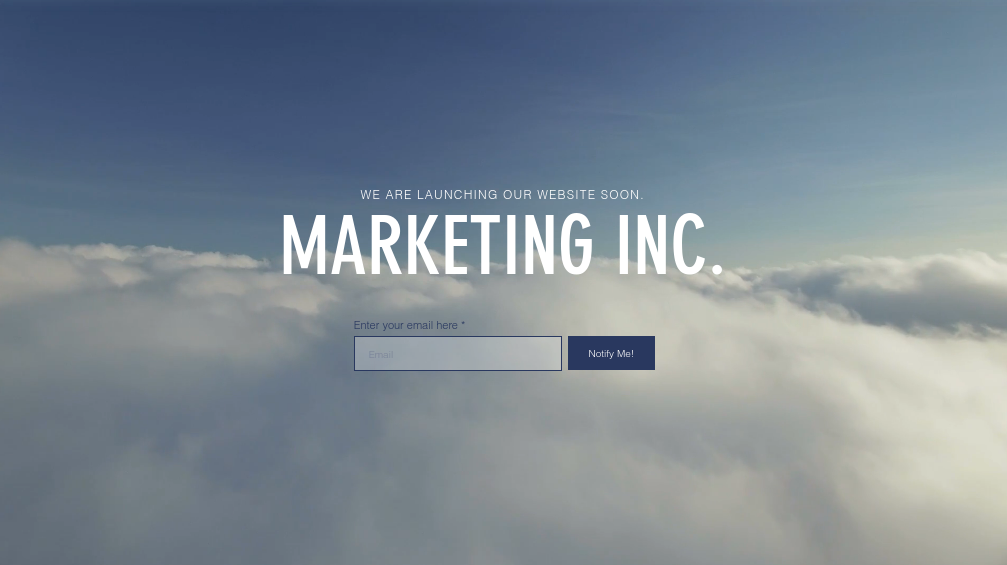 WE ARE LAUNCHING OUR WEBSITE SOON.
MARKETING INC.
Enter your email here *
Email
Notify Me!